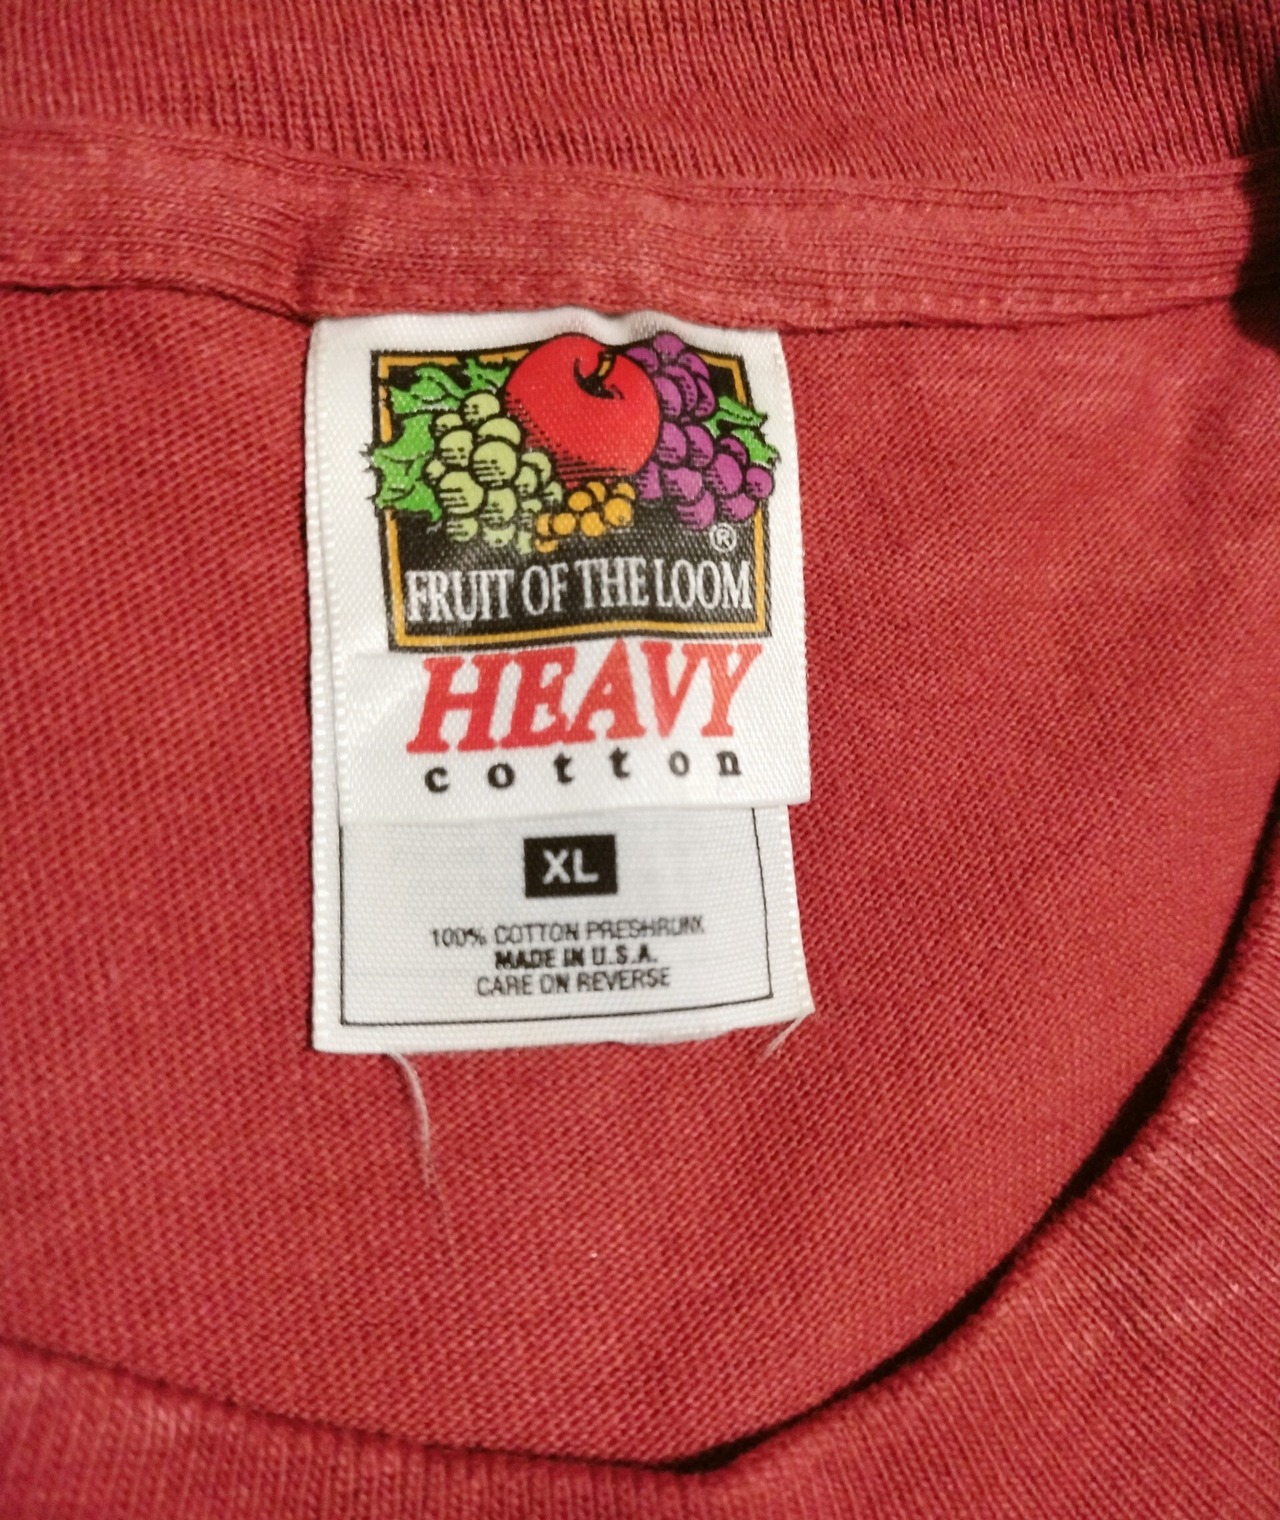 ®
FRUIT OF THE LOOM
HEAVY
cotton
XL
100% COTTON PRESHRUNK
MADE IN U.S.A.
CARE ON REVERSE